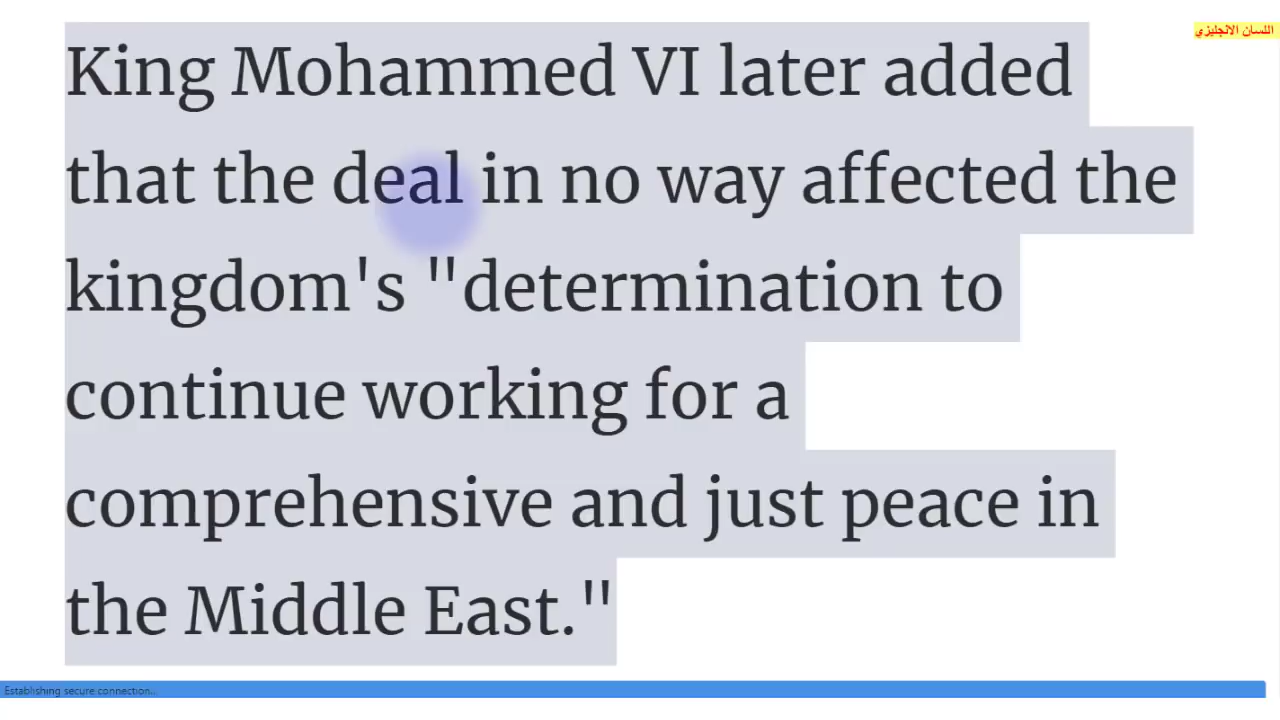 اللسان الانجليزي
King Mohammed VI later added
that the deal in no way affected the
kingdom's "determination to
continue working for a
comprehensive and just peace in
the Middle East."
Establishing secure connection...